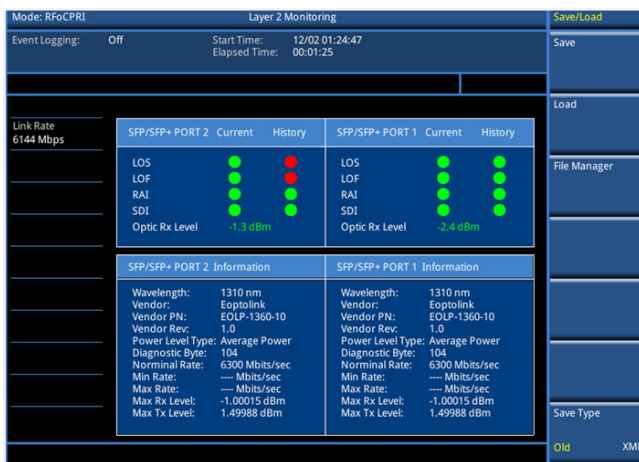 Mode: RFoCPRI Layer 2 Monitoring Save/Load
Event Logging: Off Start Time: 12/02 01:24:47 Save
Elapsed Time: 00:01:25
Load
Link Rate
6144 Mbps
SFP/SFP+ PORT 2 Current History SFP/SFP+ PORT 1 Current History
LOS LOS
File Manager
LOF LOF
RAI RAI
SDI SDI
Optic Rx Level -1.3 dBm Optic Rx Level -2.4 dBm
SFP/SFP+ PORT 2 Information SFP/SFP+ PORT 1 Information
Wavelength: 1310 nm Wavelength: 1310 nm
Vendor: Eoptolink Vendor: Eoptolink
Vendor PN: EOLP-1360-10 Vendor PN: EOLP-1360-10
Vendor Rev: 1.0 Vendor Rev: 1.0
Power Level Type: Average Power Power Level Type: Average Power
Diagnostic Byte: 104 Diagnostic Byte: 104
Norminal Rate: 6300 Mbits/sec Norminal Rate: 6300 Mbits/sec
Min Rate: ---- Mbits/sec Min Rate: ---- Mbits/sec
Max Rate: ---- Mbits/sec Max Rate: ---- Mbits/sec
Max Rx Level: -1.00015 dBm Max Rx Level: -1.00015 dBm
Max Tx Level: 1.49988 dBm Max Tx Level: 1.49988 dBm
Save Type
Old XML